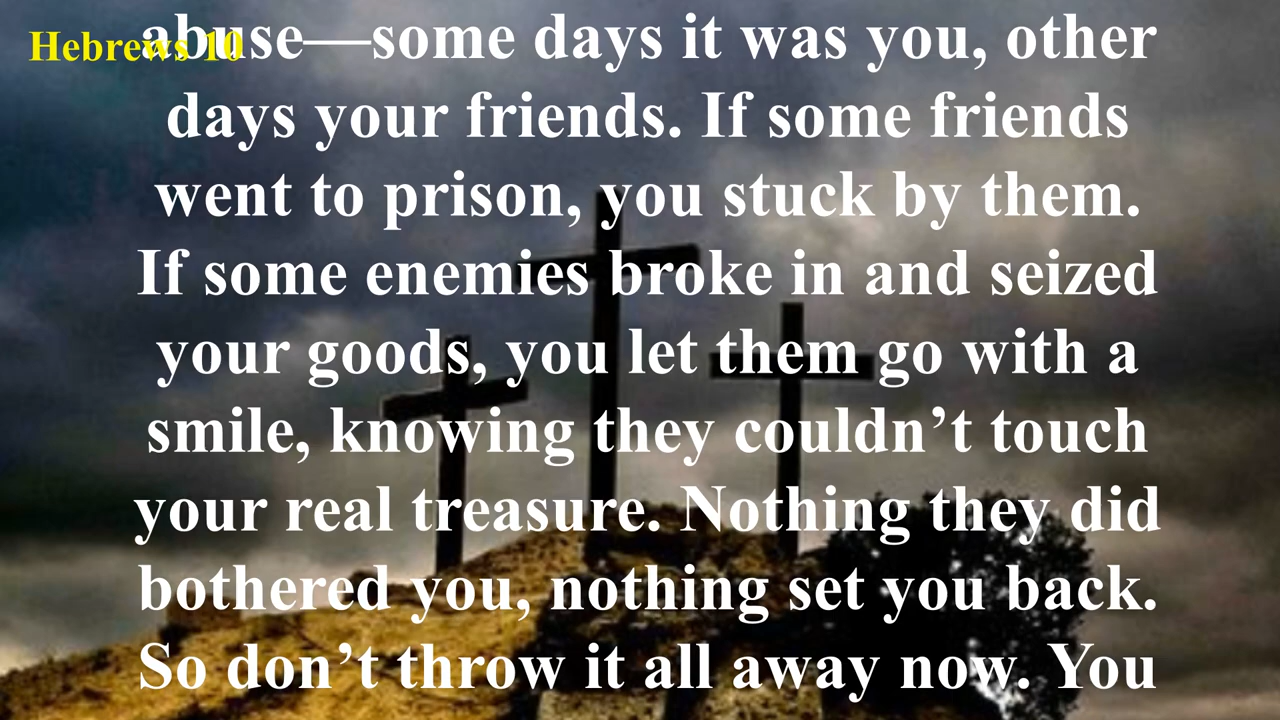 Hebrews 10
abuse—some days it was you, other
days your friends. If some friends
went to prison, you stuck by them.
If some enemies broke in and seized
your goods, you let them go with a
smile, knowing they couldn’t touch
your real treasure. Nothing they did
bothered you, nothing set you back.
So don’t throw it all away now. You